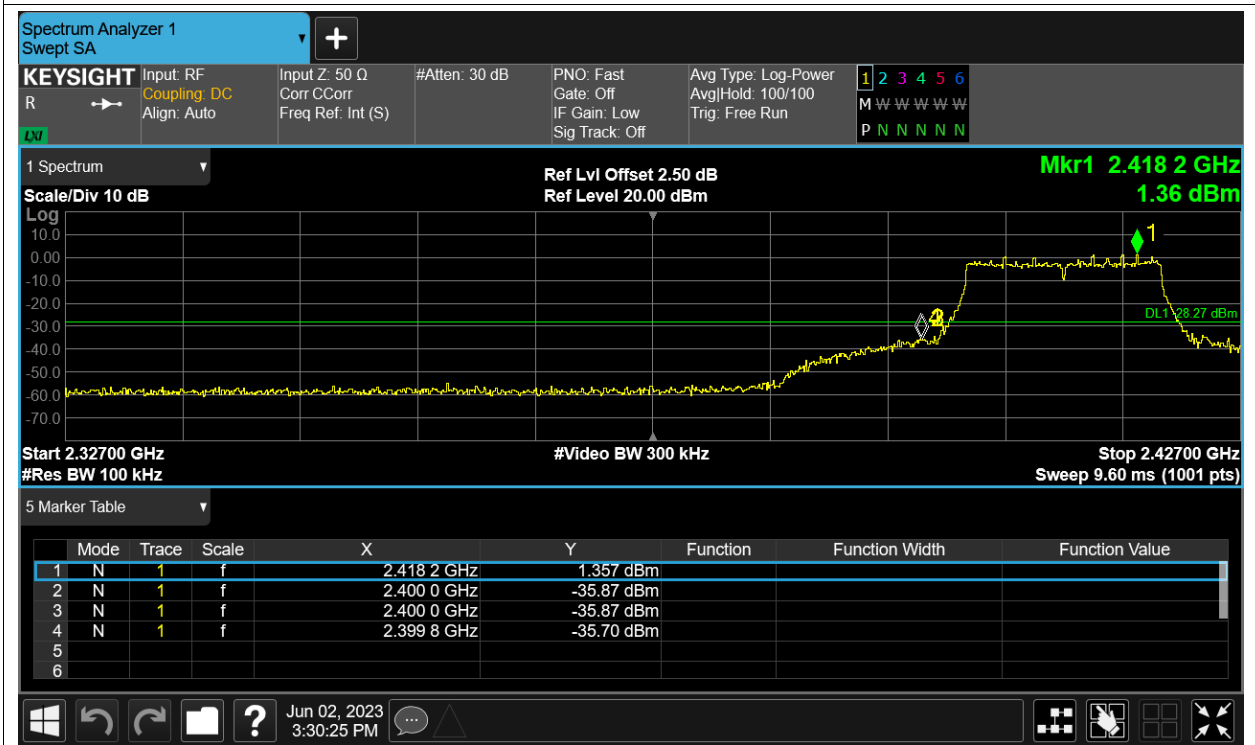 Spectrum Analyzer 1
Swept SA
+
KEYSIGHT Input: RF Input Z: 50 Ω #Atten: 30 dB PNO: Fast Avg Type: Log-Power 1 2 3 4 5 6
R Coupling: DC Corr CCorr Gate: Off Avg|Hold: 100/100 M W W W W W W
Align: Auto Freq Ref: Int (S) IF Gain: Low Trig: Free Run
LXI Sig Track: Off P N N N N N N
1 Spectrum Ref Lvl Offset 2.50 dB Mkr1 2.418 2 GHz
Scale/Div 10 dB Ref Level 20.00 dBm 1.36 dBm
Log
10.0 1
0.00
-10.0
-20.0
DL1 -28.27 dBm
-30.0
-40.0
-50.0
-60.0
-70.0
Start 2.32700 GHz #Video BW 300 kHz Stop 2.42700 GHz
#Res BW 100 kHz Sweep 9.60 ms (1001 pts)
5 Marker Table
Mode Trace Scale X Y Function Function Width Function Value
1 N 1 f 2.418 2 GHz 1.357 dBm
2 N 1 f 2.400 0 GHz -35.87 dBm
3 N 1 f 2.400 0 GHz -35.87 dBm
4 N 1 f 2.399 8 GHz -35.70 dBm
5
6
? Jun 02, 2023
3:30:25 PM